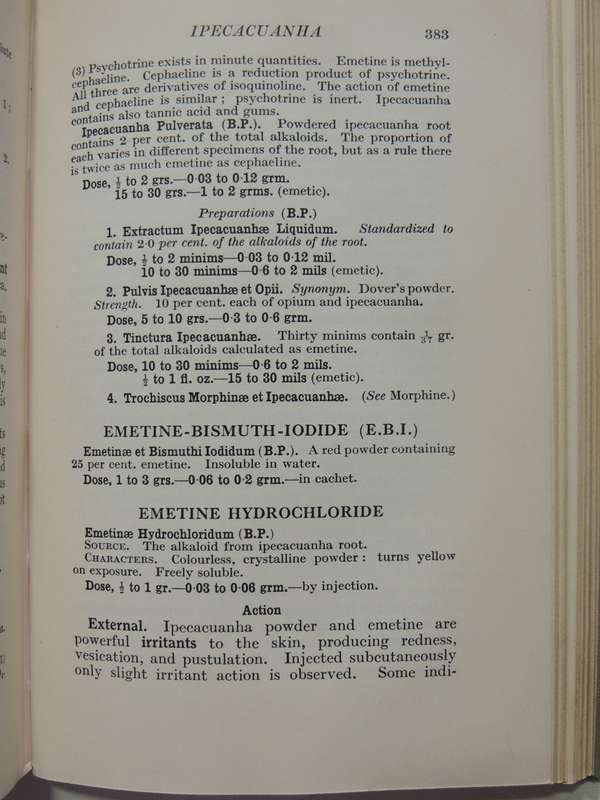 IPECACUANHA 383
(3) Psychotrine exists in minute quantities. Emetine is methyl-
cephaeline. Cephaeline is a reduction product of psychotrine.
All three are derivatives of isoquinoline. The action of emetine
and cephaeline is similar; psychotrine is inert. Ipecacuanha
contains also tannic acid and gums.
Ipecacuanha Pulverata (B.P.). Powdered ipecacuanha root
contains 2 per cent. of the total alkaloids. The proportion of
each varies in different specimens of the root, but as a rule there
is twice as much emetine as cephaeline.
Dose, ½ to 2 grs.—0·03 to 0·12 grm.
15 to 30 grs.—1 to 2 grms. (emetic).
Preparations (B.P.)
1. Extractum Ipecacuanhæ Liquidum. Standardized to
contain 2·0 per cent. of the alkaloids of the root.
Dose, ½ to 2 minims—0·03 to 0·12 mil.
10 to 30 minims—0·6 to 2 mils (emetic).
2. Pulvis Ipecacuanhæ et Opii. Synonym. Dover's powder.
Strength. 10 per cent. each of opium and ipecacuanha.
Dose, 5 to 10 grs.—0·3 to 0·6 grm.
3. Tinctura Ipecacuanhæ. Thirty minims contain 1/37 gr.
of the total alkaloids calculated as emetine.
Dose, 10 to 30 minims—0·6 to 2 mils.
½ to 1 fl. oz.—15 to 30 mils (emetic).
4. Trochiscus Morphinæ et Ipecacuanhæ. (See Morphine.)
EMETINE-BISMUTH-IODIDE (E.B.I.)
Emetinæ et Bismuthi Iodidum (B.P.). A red powder containing
25 per cent. emetine. Insoluble in water.
Dose, 1 to 3 grs.—0·06 to 0·2 grm.—in cachet.
EMETINE HYDROCHLORIDE
Emetinæ Hydrochloridum (B.P.)
SOURCE. The alkaloid from ipecacuanha root.
CHARACTERS. Colourless, crystalline powder: turns yellow
on exposure. Freely soluble.
Dose, ½ to 1 gr.—0·03 to 0·06 grm.—by injection.
Action
External. Ipecacuanha powder and emetine are
powerful irritants to the skin, producing redness,
vesication, and pustulation. Injected subcutaneously
only slight irritant action is observed. Some indi-